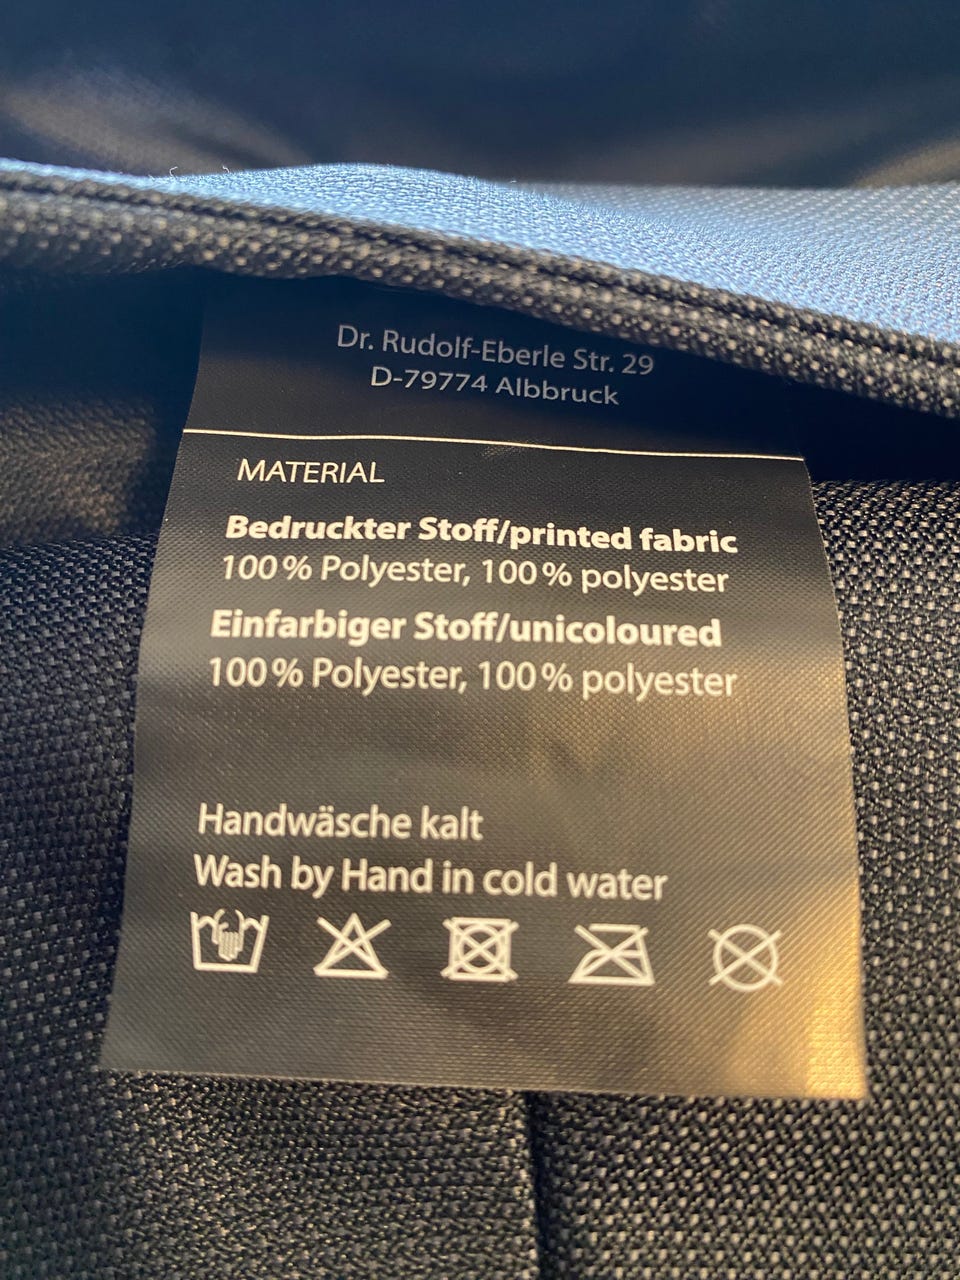 Dr. Rudolf-Eberle Str. 29
D-79774 Albbruck
MATERIAL
Bedruckter Stoff/printed fabric
100% Polyester, 100% polyester
Einfarbiger Stoff/unicoloured
100% Polyester, 100% polyester
Handwäsche kalt
Wash by Hand in cold water